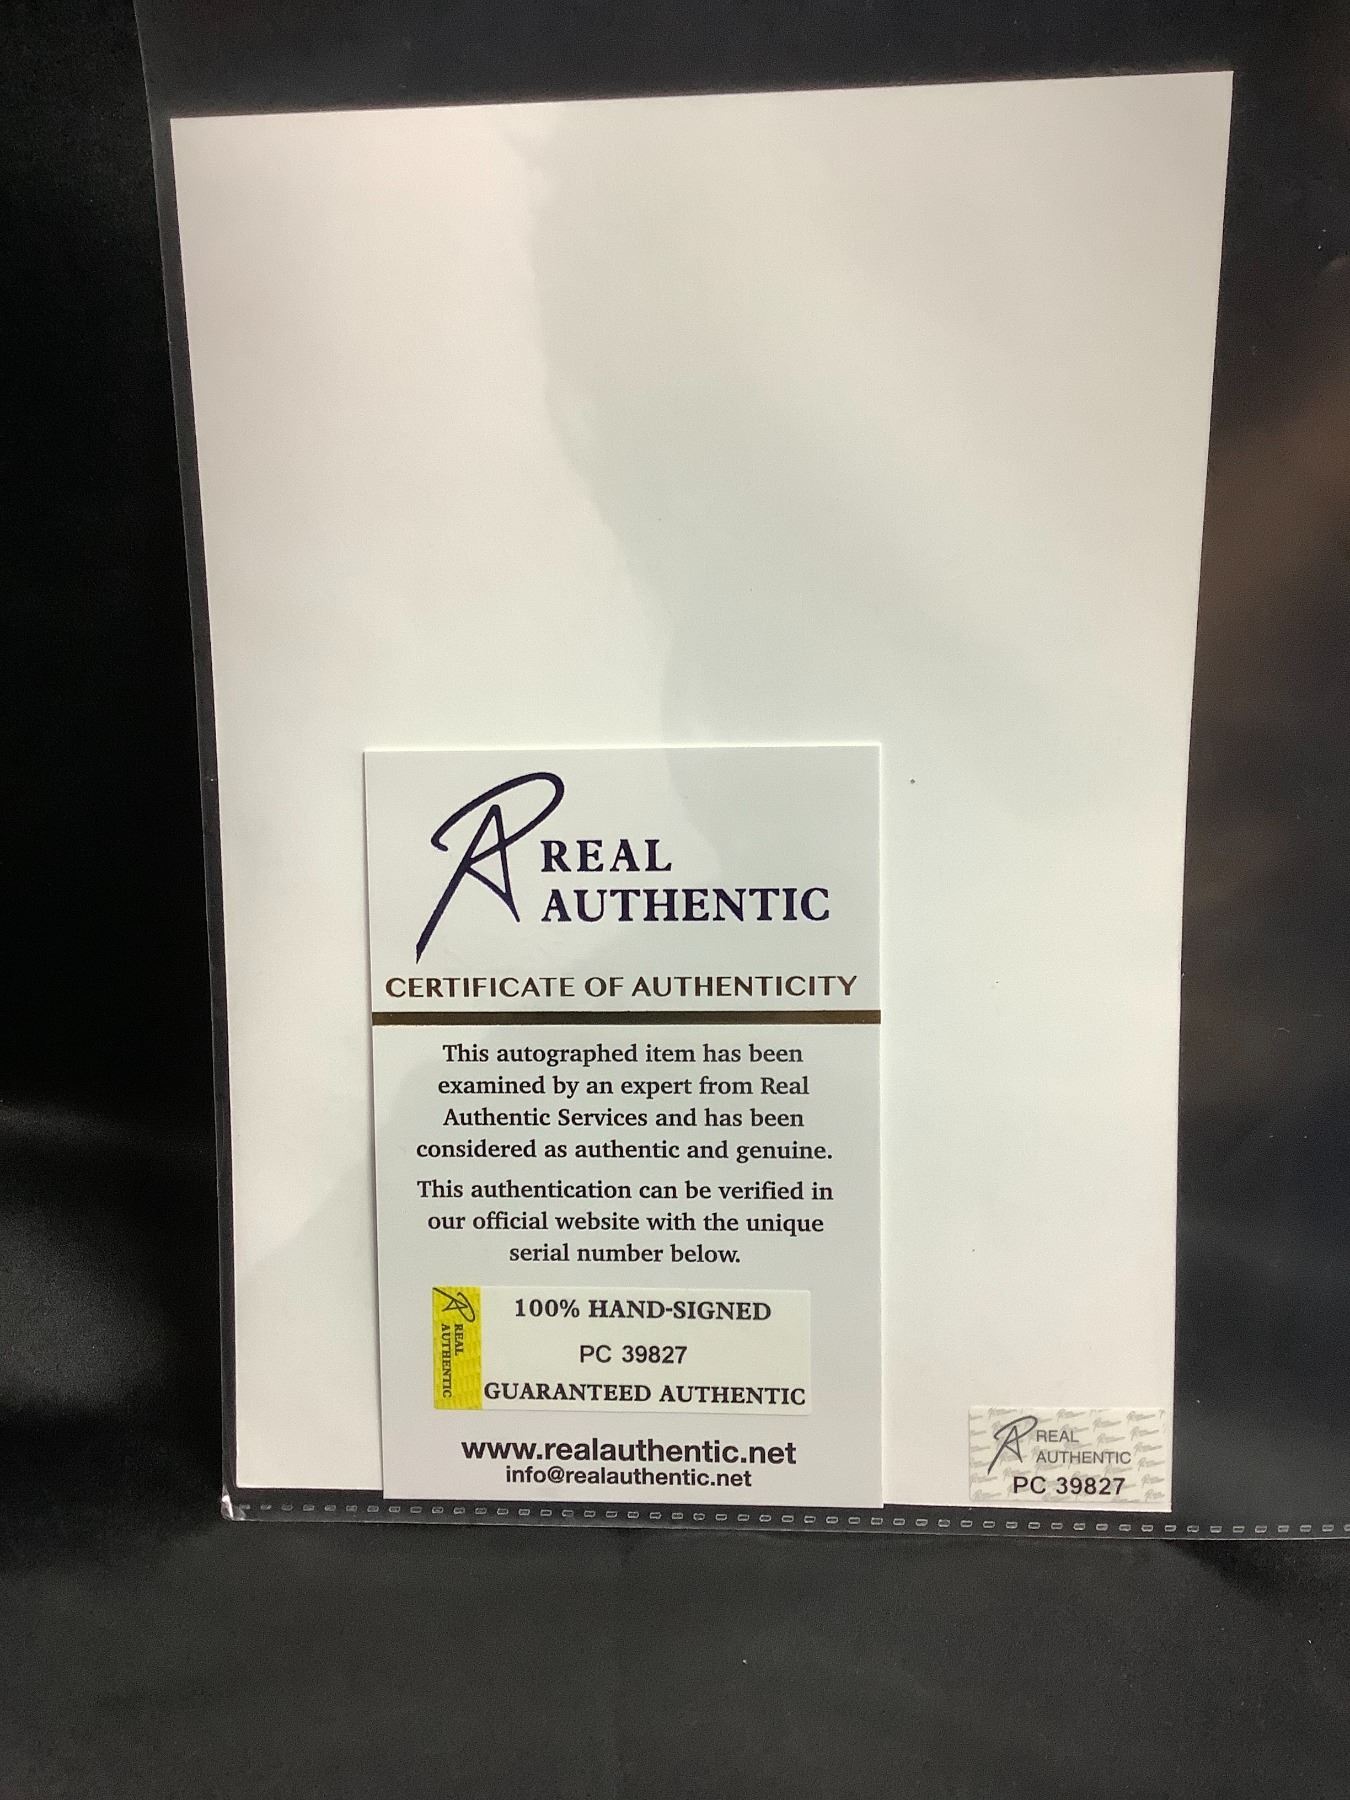 REAL
AUTHENTIC
CERTIFICATE OF AUTHENTICITY
This autographed item has been
examined by an expert from Real
Authentic Services and has been
considered as authentic and genuine.
This authentication can be verified in
our official website with the unique
serial number below.
REAL
AUTHENTIC
100% HAND-SIGNED
PC 39827
GUARANTEED AUTHENTIC
www.realauthentic.net
info@realauthentic.net
REAL
AUTHENTIC
PC 39827